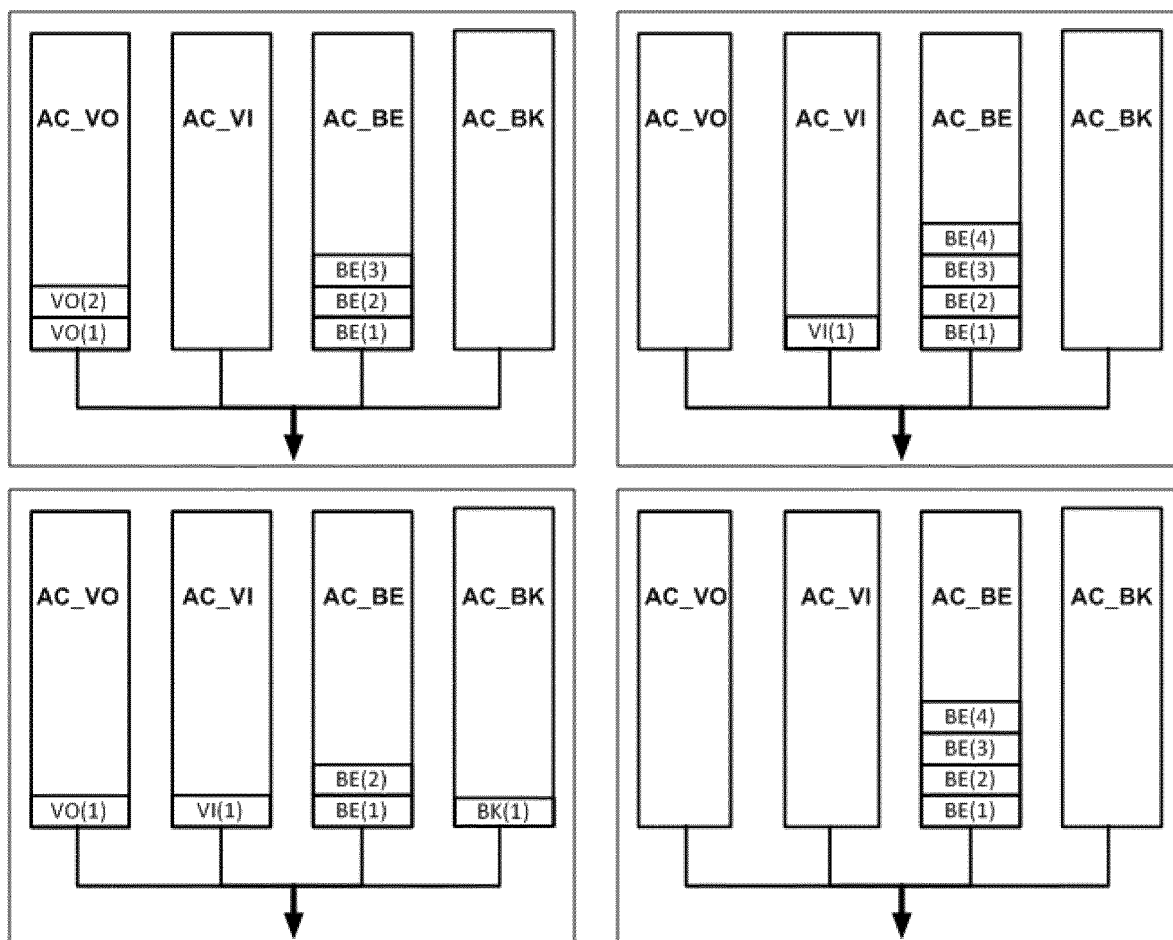 AC_VO AC_VI AC_BE AC_BK
BE(3)
VO(2) BE(2)
VO(1) BE(1)
AC_VO AC_VI AC_BE AC_BK
BE(4)
BE(3)
BE(2)
VI(1) BE(1)
AC_VO AC_VI AC_BE AC_BK
BE(2)
VO(1) VI(1) BE(1) BK(1)
AC_VO AC_VI AC_BE AC_BK
BE(4)
BE(3)
BE(2)
BE(1)